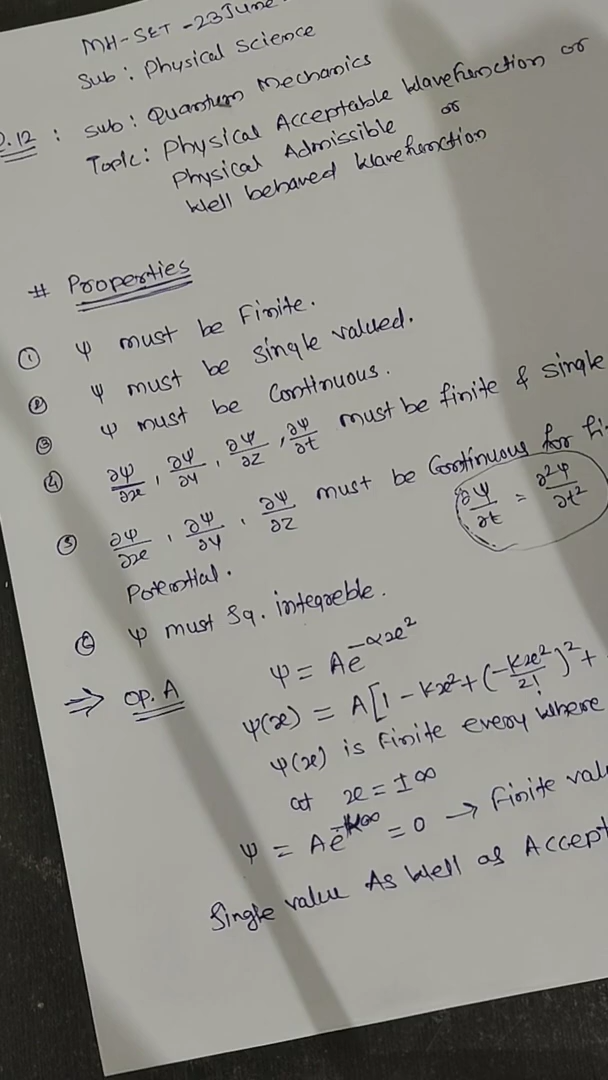 MH-SET -23 June
Sub: Physical Science
Q.12 : Sub: Quantum Mechanics
Topic: Physical Acceptable Wavefunction or
Physical Admissible or
Well behaved Wavefunction
# Properties
① ψ must be Finite.
② ψ must be single valued.
③ ψ must be Continuous.
④ ∂ψ/∂x, ∂ψ/∂y, ∂ψ/∂z, ∂ψ/∂t must be finite & single
⑤ ∂ψ/∂x, ∂ψ/∂y, ∂ψ/∂z must be Continuous for fi
Potential.
∂ψ/∂t = ∂²ψ/∂t²
⑥ ψ must Sq. integreble.
⇒ OP. A ψ = Ae^-αx²
ψ(x) = A[1 - Kx² + (-Kx²/2!)² +
ψ(x) is finite every where
at x = ±∞
ψ = Ae^-∞ = 0 → Finite valu
Single value As Well as Accept